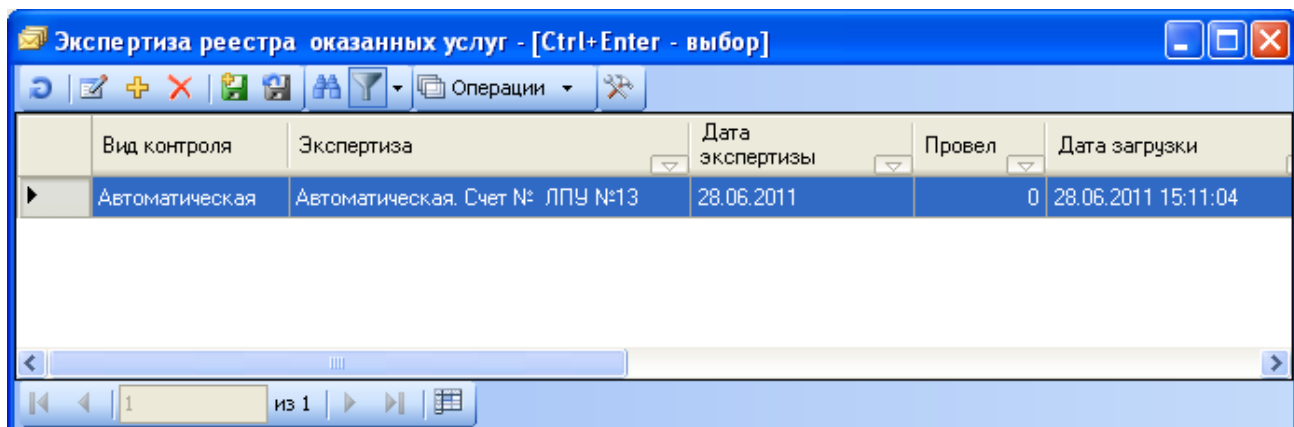 Экспертиза реестра оказанных услуг - [Ctrl+Enter - выбор]
Операции
Вид контроля Экспертиза Дата экспертизы Провел Дата загрузки
Автоматическая Автоматическая. Счет № ЛПУ №13 28.06.2011 0 28.06.2011 15:11:04
1 из 1